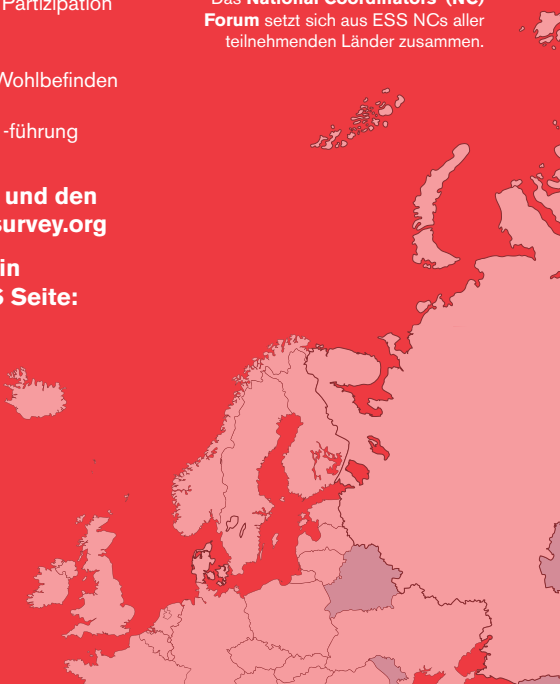 Partizipation
Wohlbefinden
-führung
und den
survey.org
in
Seite:
Das National Coordinators' (NC)
Forum setzt sich aus ESS NCs aller
teilnehmenden Länder zusammen.